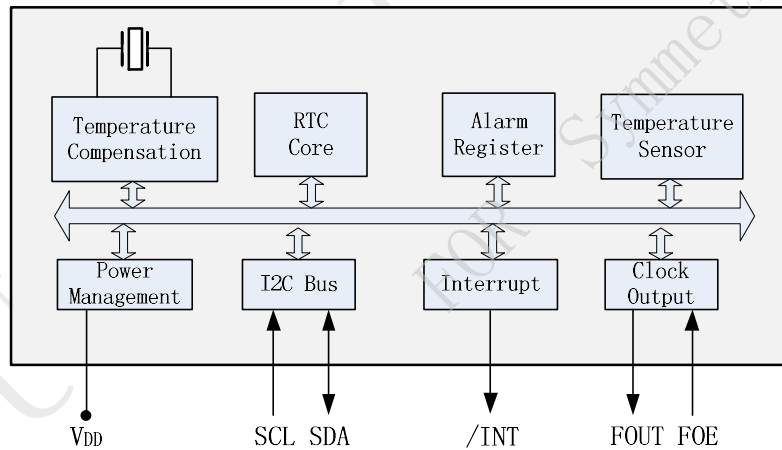 Temperature
Compensation
RTC
Core
Alarm
Register
Temperature
Sensor
Power
Management
I2C Bus
Interrupt
Clock
Output
VDD
SCL SDA
/INT
FOUT FOE
FOR